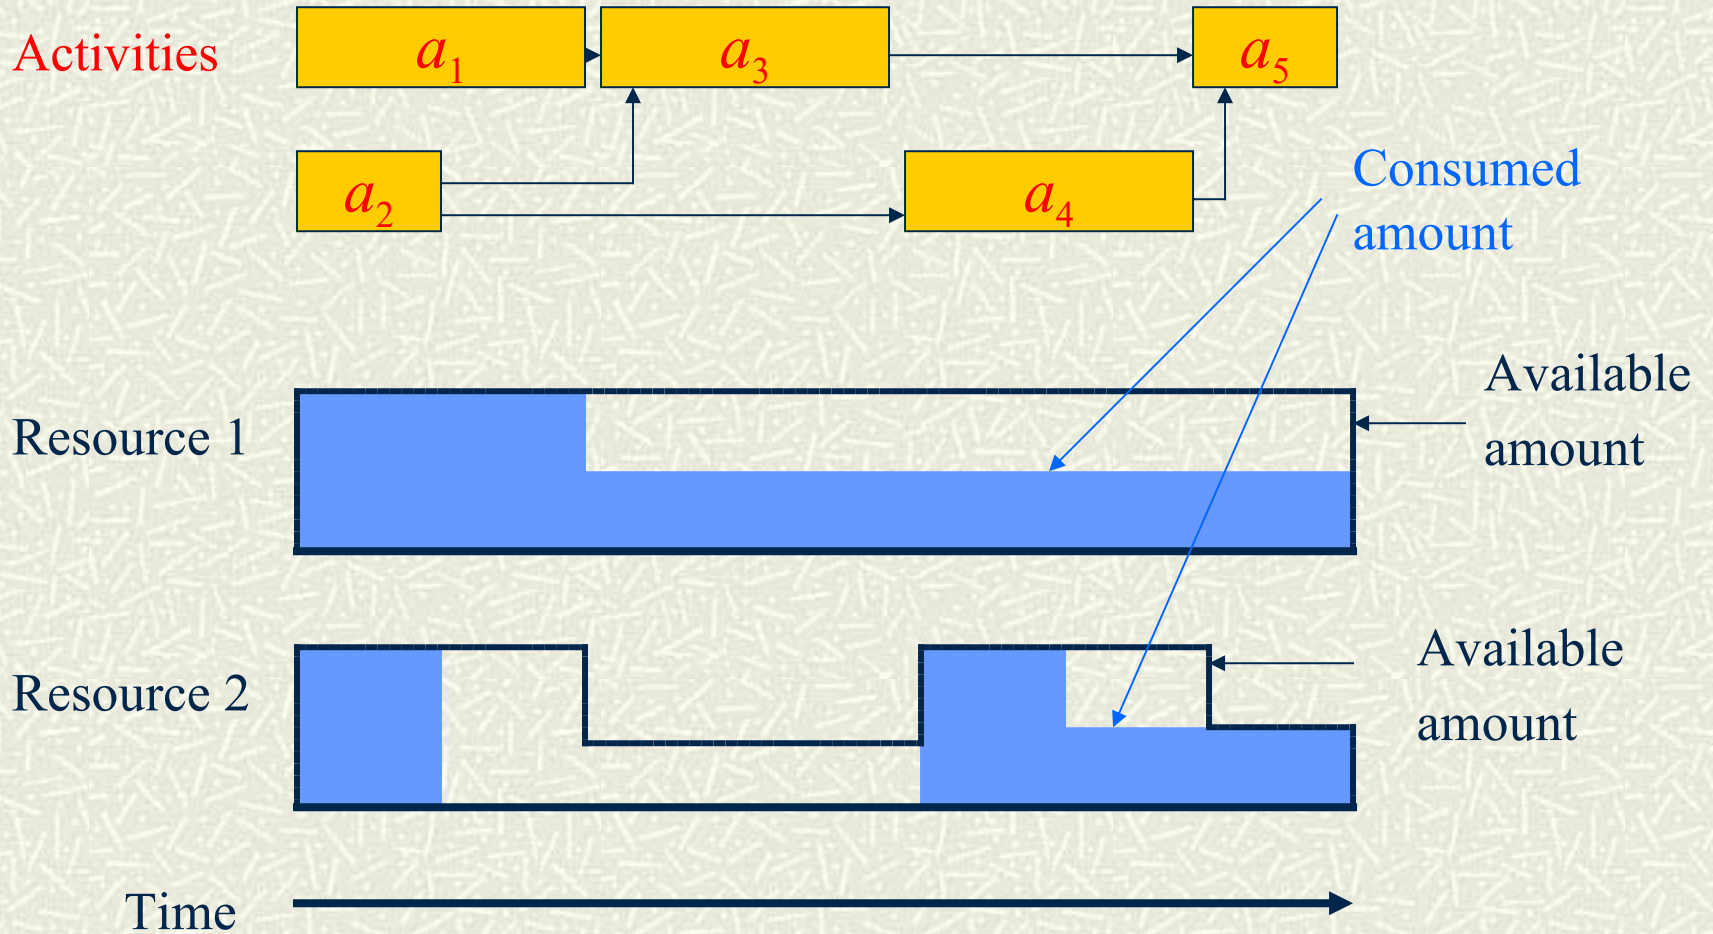 Activities
a₁
a₃
a₅
a₂
a₄
Consumed
amount
Resource 1
Available
amount
Resource 2
Available
amount
Time